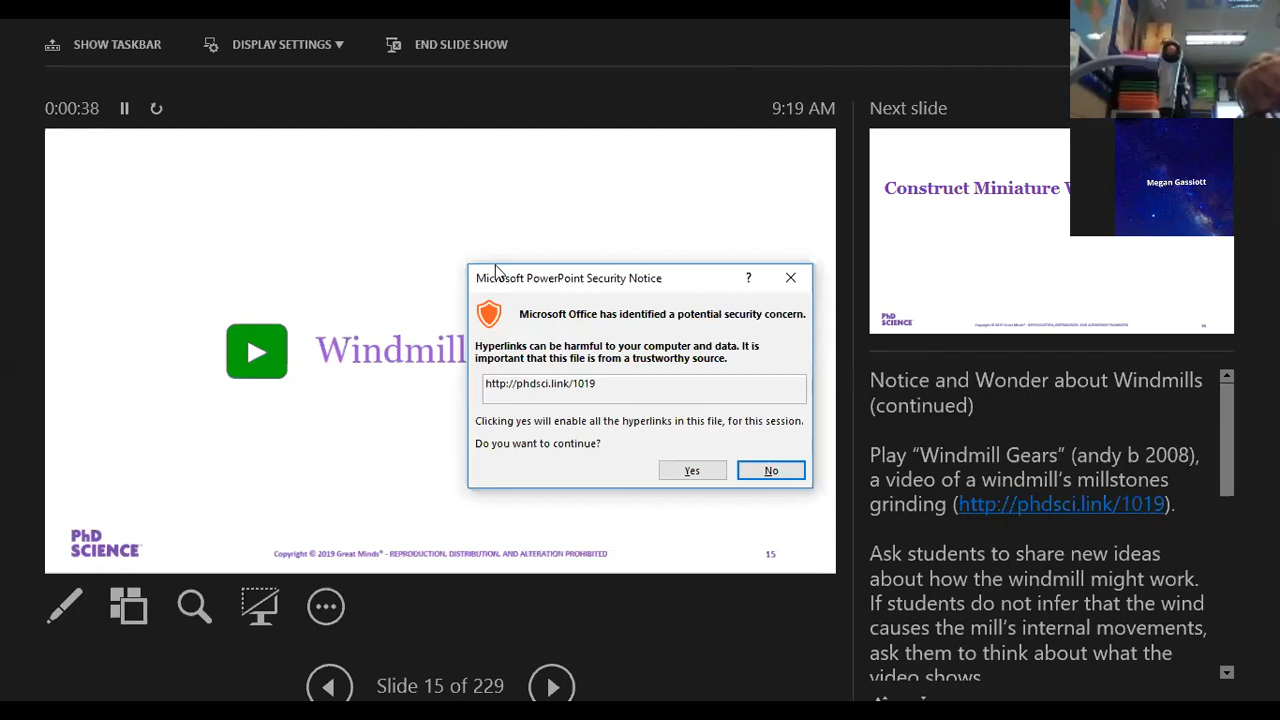 SHOW TASKBAR
DISPLAY SETTINGS
END SLIDE SHOW
0:00:38
9:19 AM
Windmill
Microsoft PowerPoint Security Notice
?
Microsoft Office has identified a potential security concern.
Hyperlinks can be harmful to your computer and data. It is
important that this file is from a trustworthy source.
http://phdsci.link/1019
Clicking yes will enable all the hyperlinks in this file, for this session.
Do you want to continue?
Yes
No
PhD
SCIENCE
Copyright © 2019 Great Minds® - REPRODUCTION, DISTRIBUTION, AND ALTERATION PROHIBITED
15
Slide 15 of 229
Next slide
Construct Miniature
PhD
SCIENCE
Megan Gassiott
Notice and Wonder about Windmills
(continued)
Play “Windmill Gears” (andy b 2008),
a video of a windmill’s millstones
grinding (http://phdsci.link/1019).
Ask students to share new ideas
about how the windmill might work.
If students do not infer that the wind
causes the mill’s internal movements,
ask them to think about what the
video shows